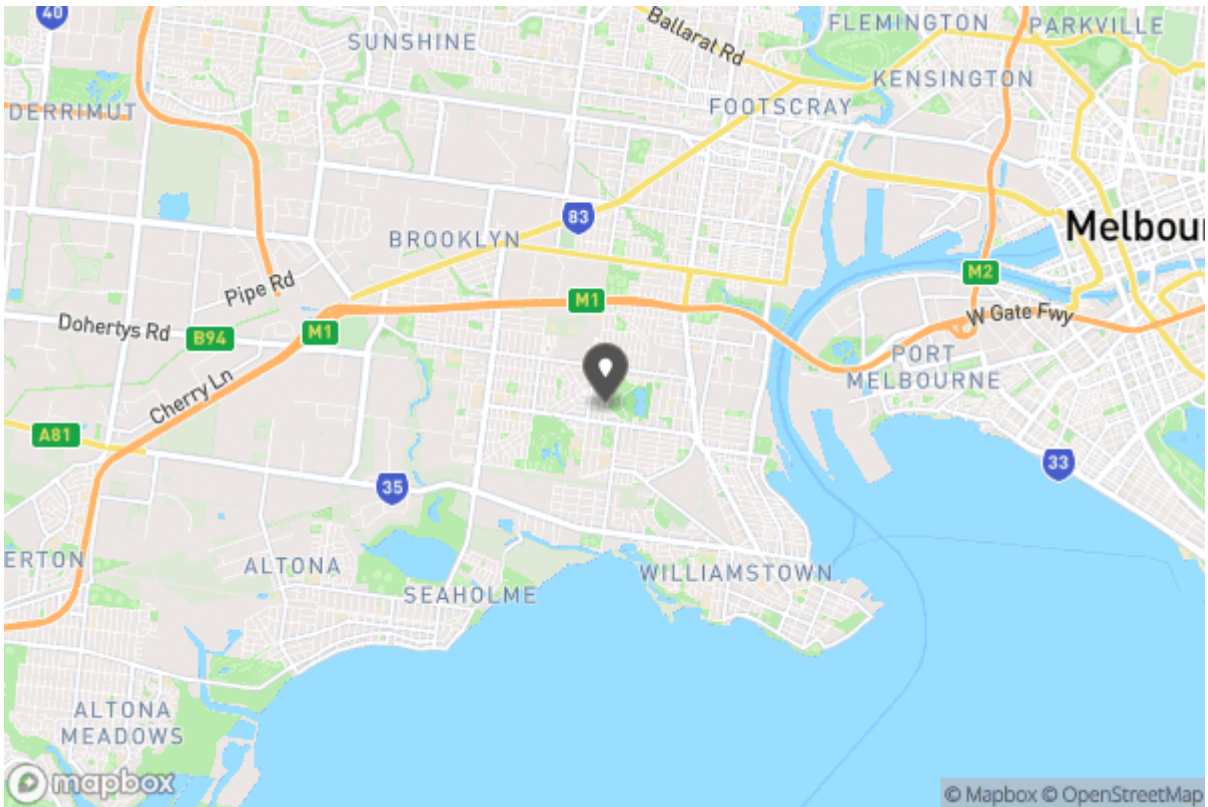 40
SUNSHINE
Ballarat Rd
FLEMINGTON
PARKVILLE
KENSINGTON
FOOTSCRAY
DERRIMUT
83
BROOKLYN
Melbour
M2
Pipe Rd
M1
W Gate Fwy
Dohertys Rd
B94
M1
PORT
MELBOURNE
Cherry Ln
A81
33
35
ERTON
ALTONA
WILLIAMSTOWN
SEAHOLME
ALTONA
MEADOWS
mapbox
© Mapbox © OpenStreetMap